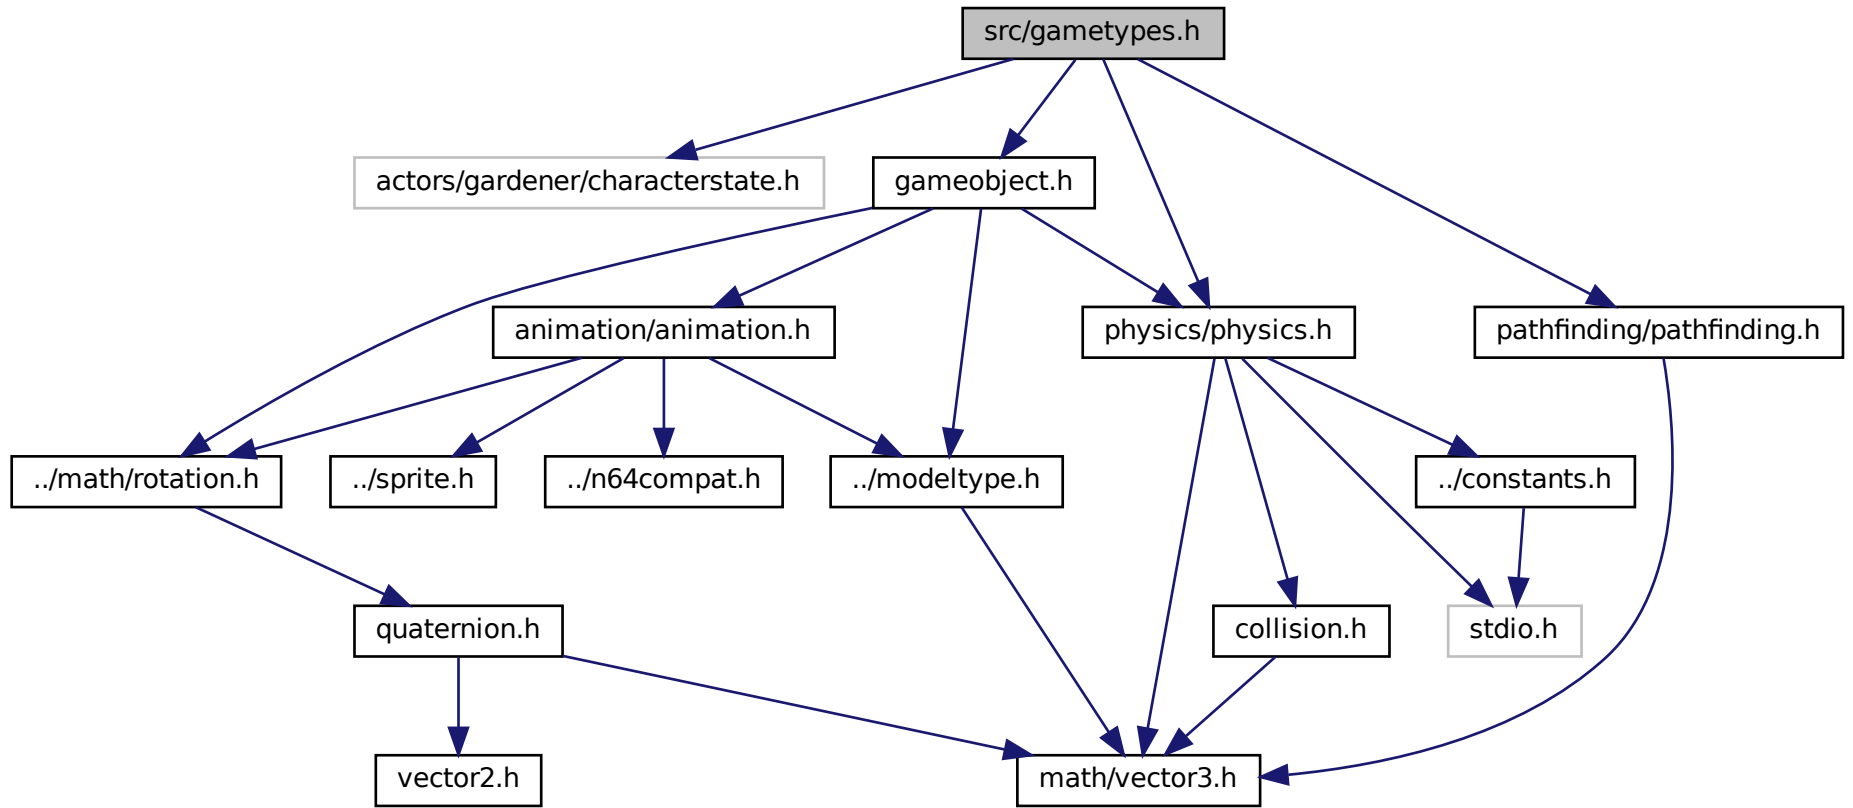 src/gametypes.h
actors/gardener/characterstate.h
gameobject.h
animation/animation.h
physics/physics.h
pathfinding/pathfinding.h
../math/rotation.h
../sprite.h
../n64compat.h
../modeltype.h
../constants.h
quaternion.h
collision.h
stdio.h
vector2.h
math/vector3.h